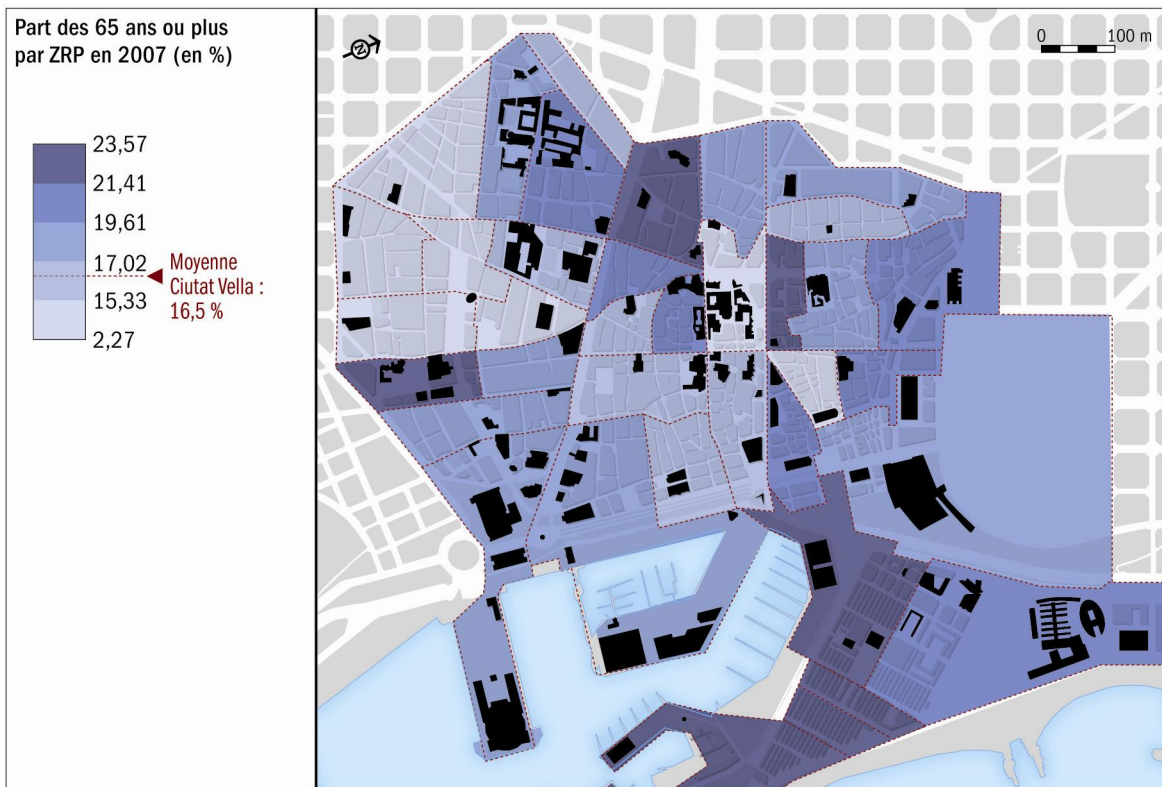 Part des 65 ans ou plus
par ZRP en 2007 (en %)
23,57
21,41
19,61
17,02
15,33
2,27
Moyenne
Ciutat Vella :
16,5 %
N
0 100 m